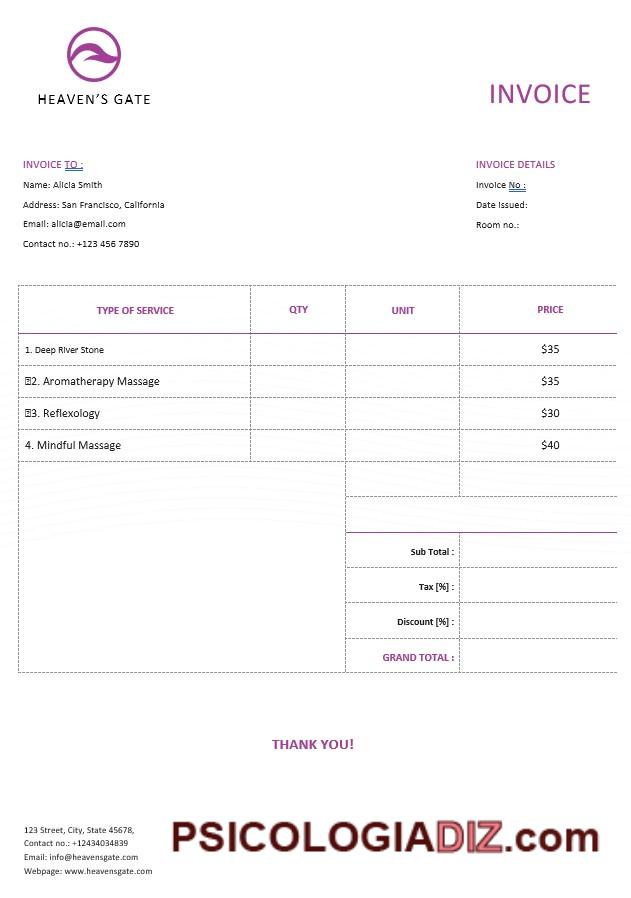 HEAVEN'S GATE
INVOICE
INVOICE TO :
Name: Alicia Smith
Address: San Francisco, California
Email: alicia@email.com
Contact no.: +123 456 7890
INVOICE DETAILS
Invoice No :
Date Issued:
Room no.:
TYPE OF SERVICE QTY UNIT PRICE
1. Deep River Stone $35
2. Aromatherapy Massage $35
3. Reflexology $30
4. Mindful Massage $40
Sub Total :
Tax [%] :
Discount [%] :
GRAND TOTAL :
THANK YOU!
123 Street, City, State 45678,
Contact no.: +12434034839
Email: info@heavensgate.com
Webpage: www.heavensgate.com
PSICOLOGIADIZ.com